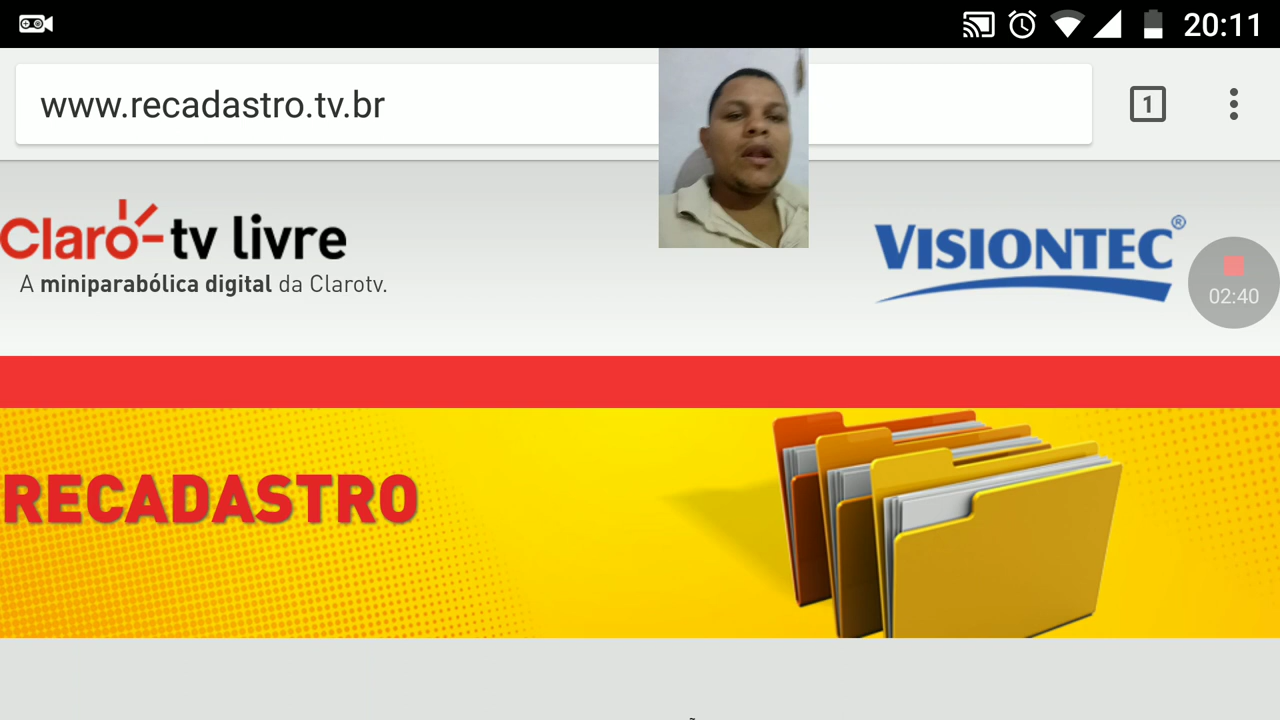 20:11
www.recadastro.tv.br
1
Claro-tv livre
A miniparabólica digital da Clarotv.
VISIONTEC®
02:40
RECADASTRO